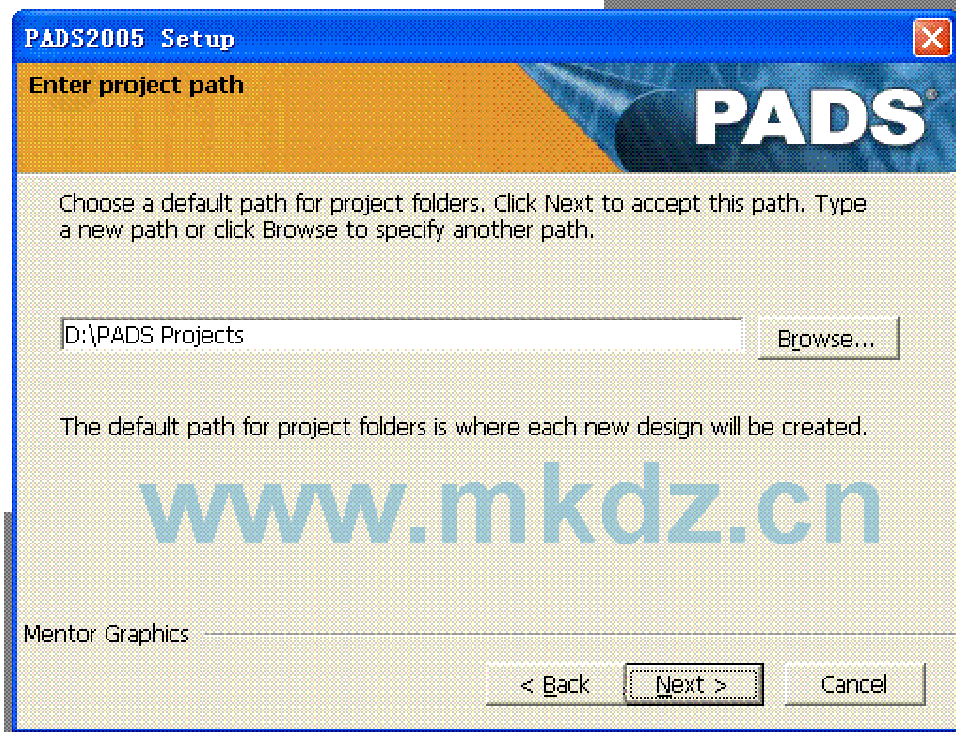 PADS2005 Setup
Enter project path
PADS®
Choose a default path for project folders. Click Next to accept this path. Type
a new path or click Browse to specify another path.
D:\PADS Projects
Browse...
The default path for project folders is where each new design will be created.
www.mkdz.cn
Mentor Graphics
< Back
Next >
Cancel